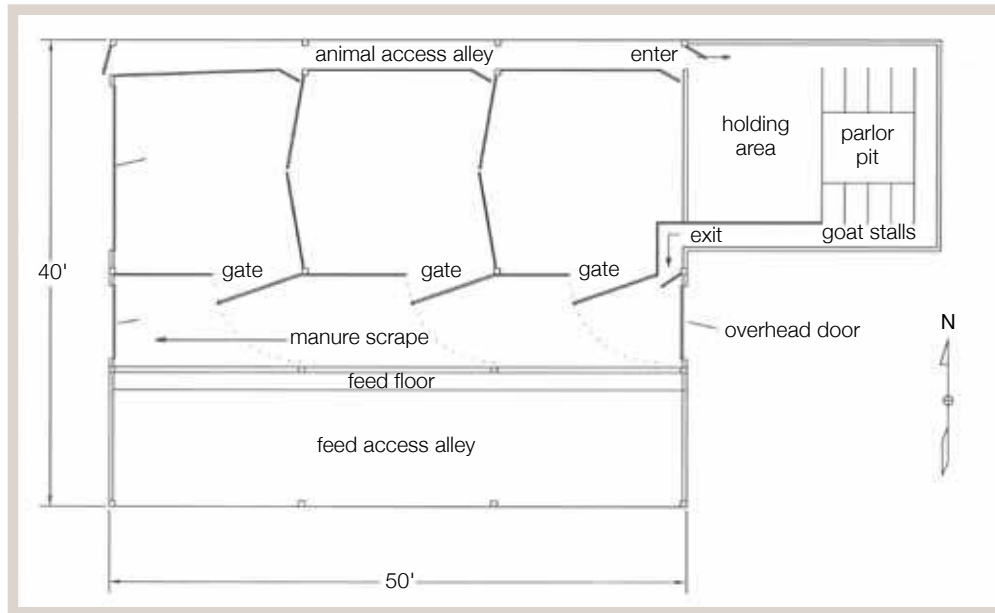 animal access alley
enter
holding
area
parlor
pit
goat stalls
exit
40'
gate
gate
gate
overhead door
N
manure scrape
feed floor
feed access alley
50'